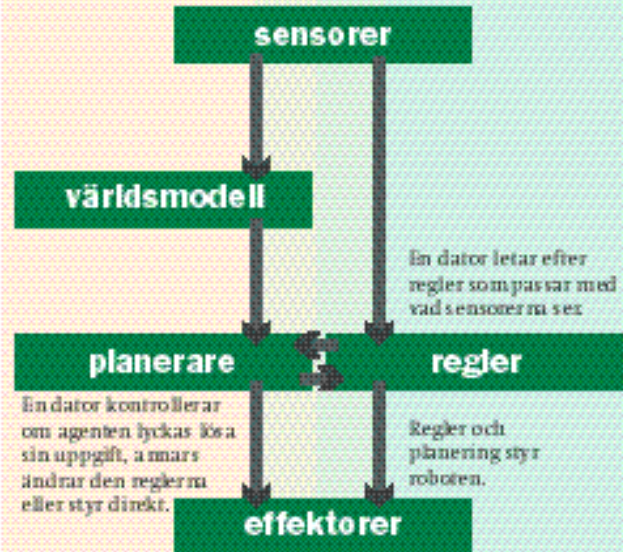 sensorer
världsmodell
En dator letar efter
regler som passar med
vad sensorerna ser.
planerare
regler
En dator kontrollerar
om agenten lyckas lösa
sin uppgift, annars
ändrar den reglerna
eller styr direkt.
Regler och
planering styr
roboten.
effektorer